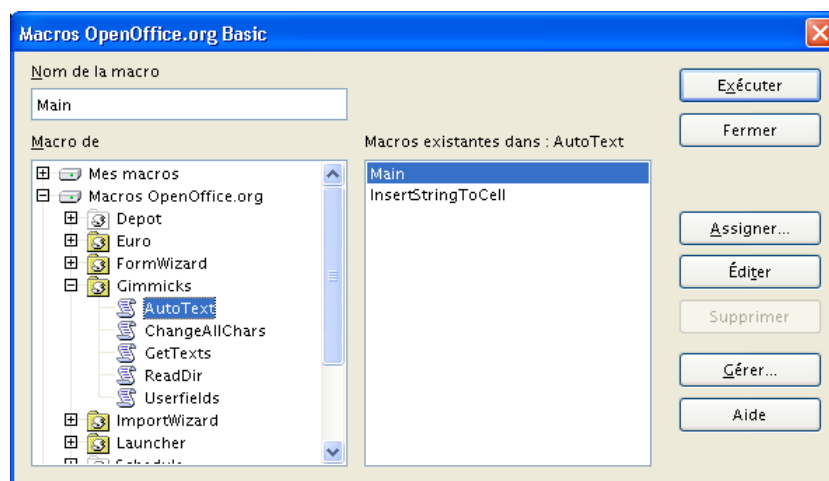 Macros OpenOffice.org Basic
Nom de la macro
Main
Macro de
Mes macros
Macros OpenOffice.org
Depot
Euro
FormWizard
Gimmicks
AutoText
ChangeAllChars
GetTexts
ReadDir
Userfields
ImportWizard
Launcher
Macros existantes dans : AutoText
Main
InsertStringToCell
Exécuter
Fermer
Assigner...
Éditer
Supprimer
Gérer...
Aide